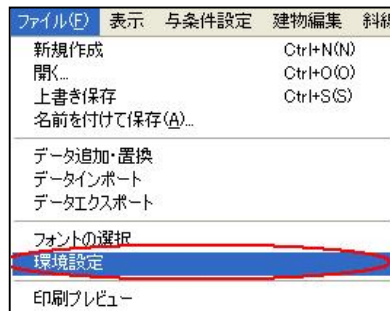 ファイル(F) 表示 与条件設定 建物編集 斜線
新規作成 Ctrl+N(N)
開く... Ctrl+O(O)
上書き保存 Ctrl+S(S)
名前を付けて保存(A)...
データ追加・置換
データインポート
データエクスポート
フォントの選択
環境設定
印刷プレビュー